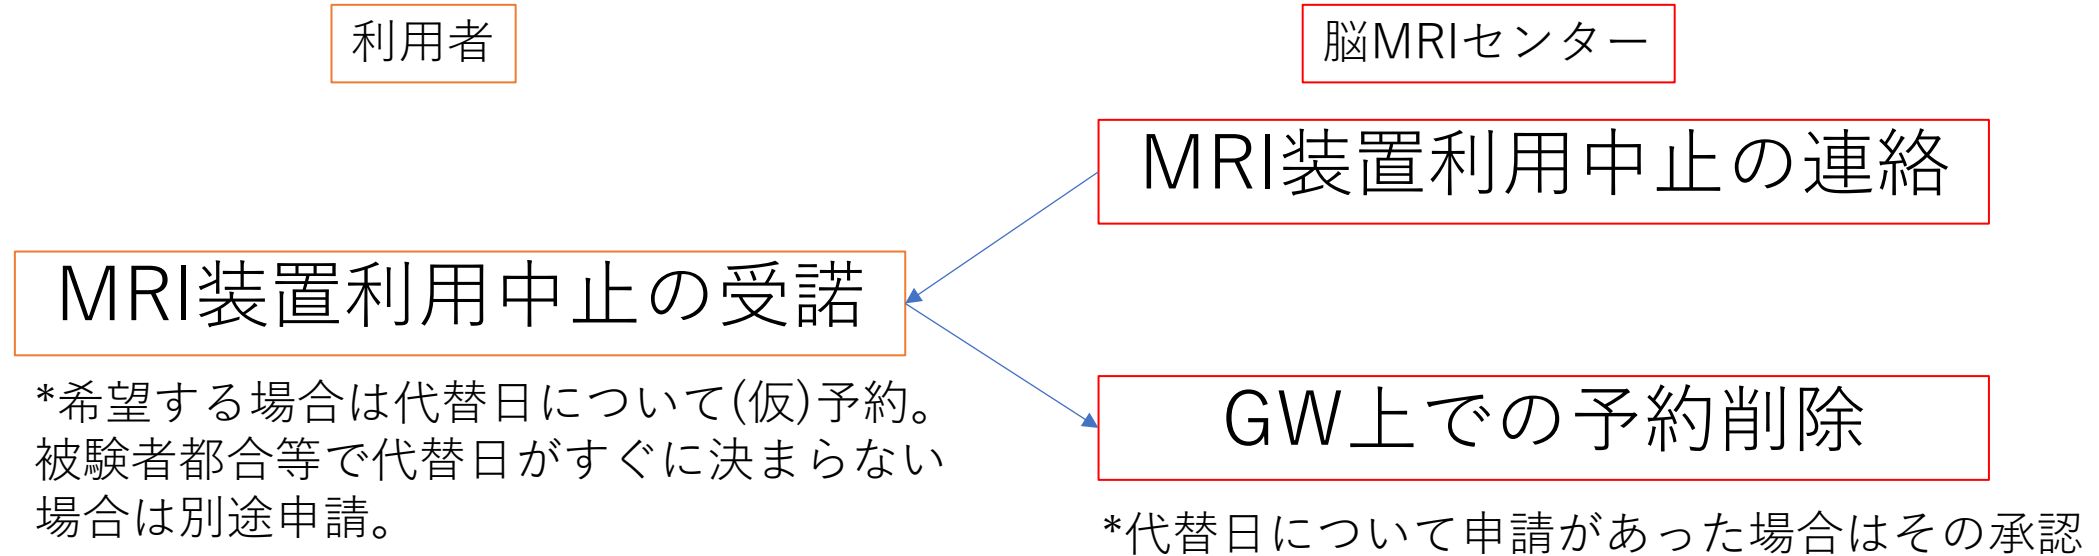 利用者
脳MRIセンター
MRI装置利用中止の連絡
MRI装置利用中止の受諾
*希望する場合は代替日について(仮)予約。
被験者都合等で代替日がすぐに決まらない
場合は別途申請。
GW上での予約削除
*代替日について申請があった場合はその承認